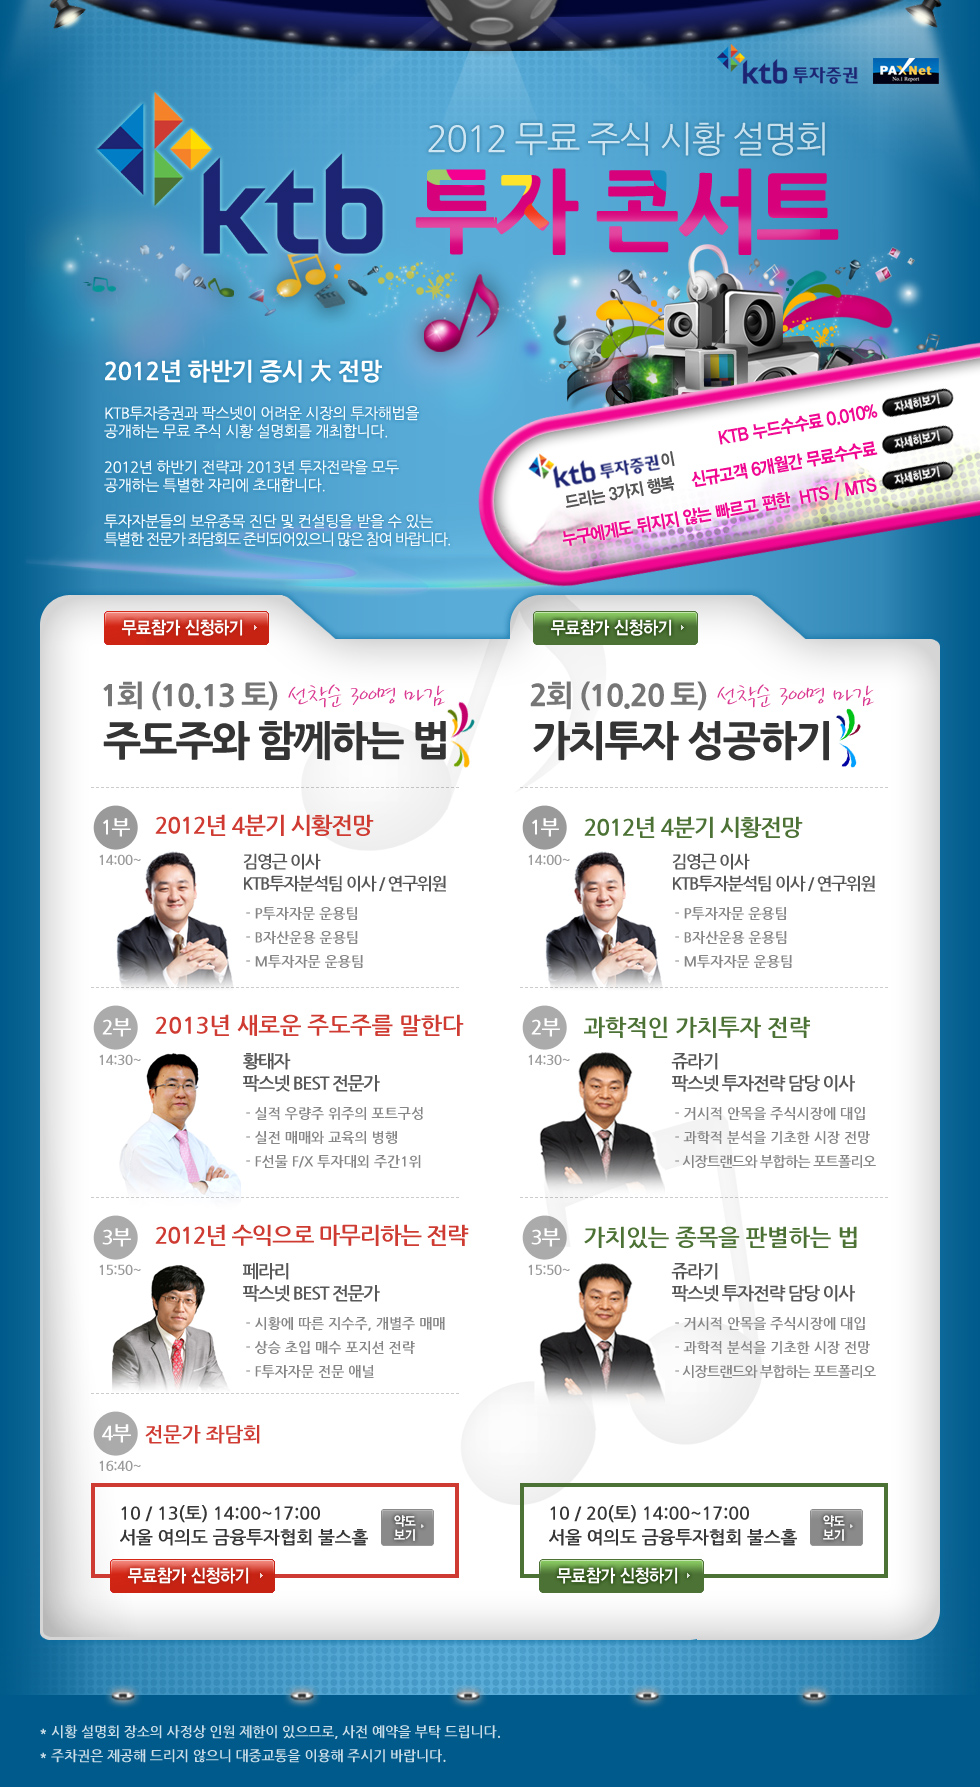 ktb 투자증권
PAXNet
No.1 Report
ktb
2012 무료 주식 시황 설명회
투자 콘서트
2012년 하반기 증시 大 전망
KTB투자증권과 팍스넷이 어려운 시장의 투자해법을
공개하는 무료 주식 시황 설명회를 개최합니다.
2012년 하반기 전략과 2013년 투자전략을 모두
공개하는 특별한 자리에 초대합니다.
투자자분들의 보유종목 진단 및 컨설팅을 받을 수 있는
특별한 전문가 좌담회도 준비되어있으니 많은 참여 바랍니다.
ktb 투자증권이
드리는 3가지 행복
KTB 누드수수료 0.010% 자세히보기
신규고객 6개월간 무료수수료 자세히보기
누구에게도 뒤지지 않는 빠르고 편한 HTS / MTS 자세히보기
무료참가 신청하기
1회 (10.13 토) 선착순 300명 마감
주도주와 함께하는 법
1부 2012년 4분기 시황전망
14:00~
김영근 이사
KTB투자분석팀 이사 / 연구위원
- P투자자문 운용팀
- B자산운용 운용팀
- M투자자문 운용팀
2부 2013년 새로운 주도주를 말한다
14:30~
황태자
팍스넷 BEST 전문가
- 실적 우량주 위주의 포트구성
- 실전 매매와 교육의 병행
- F선물 F/X 투자대외 주간1위
3부 2012년 수익으로 마무리하는 전략
15:50~
페라리
팍스넷 BEST 전문가
- 시황에 따른 지수주, 개별주 매매
- 상승 초입 매수 포지션 전략
- F투자자문 전문 애널
4부 전문가 좌담회
16:40~
10 / 13(토) 14:00~17:00
서울 여의도 금융투자협회 불스홀
약도
보기
무료참가 신청하기
무료참가 신청하기
2회 (10.20 토) 선착순 300명 마감
가치투자 성공하기
1부 2012년 4분기 시황전망
14:00~
김영근 이사
KTB투자분석팀 이사 / 연구위원
- P투자자문 운용팀
- B자산운용 운용팀
- M투자자문 운용팀
2부 과학적인 가치투자 전략
14:30~
쥬라기
팍스넷 투자전략 담당 이사
- 거시적 안목을 주식시장에 대입
- 과학적 분석을 기초한 시장 전망
- 시장트랜드와 부합하는 포트폴리오
3부 가치있는 종목을 판별하는 법
15:50~
쥬라기
팍스넷 투자전략 담당 이사
- 거시적 안목을 주식시장에 대입
- 과학적 분석을 기초한 시장 전망
- 시장트랜드와 부합하는 포트폴리오
10 / 20(토) 14:00~17:00
서울 여의도 금융투자협회 불스홀
약도
보기
무료참가 신청하기
* 시황 설명회 장소의 사정상 인원 제한이 있으므로, 사전 예약을 부탁 드립니다.
* 주차권은 제공해 드리지 않으니 대중교통을 이용해 주시기 바랍니다.